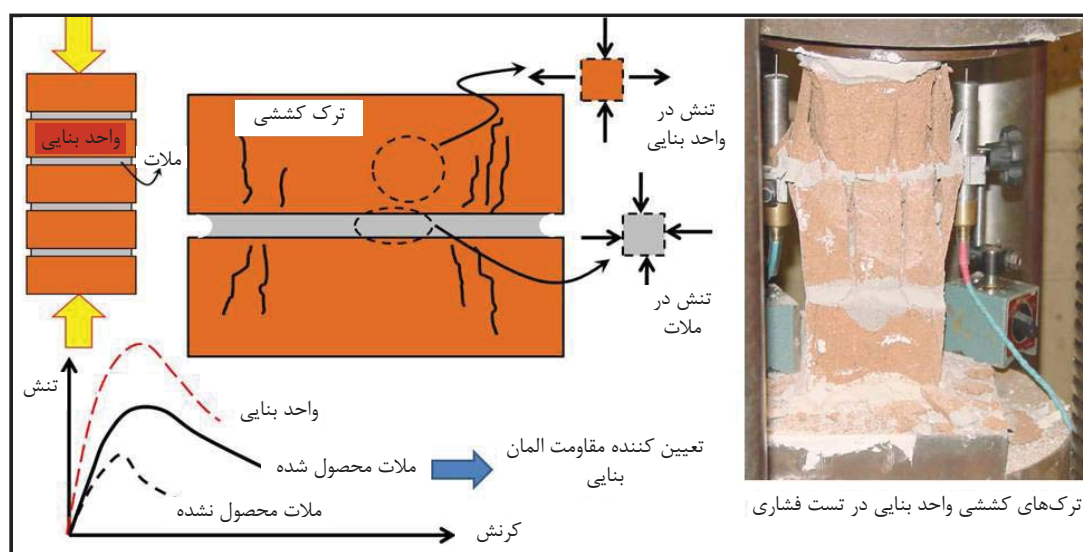 واحد بنایی
ملات
ترک کششی
تنش در
واحد بنایی
تنش در
ملات
تنش
واحد بنایی
ملات محصول شده
ملات محصول نشده
کرنش
تعیین کننده مقاومت المان
بنایی
ترک‌های کششی واحد بنایی در تست فشاری